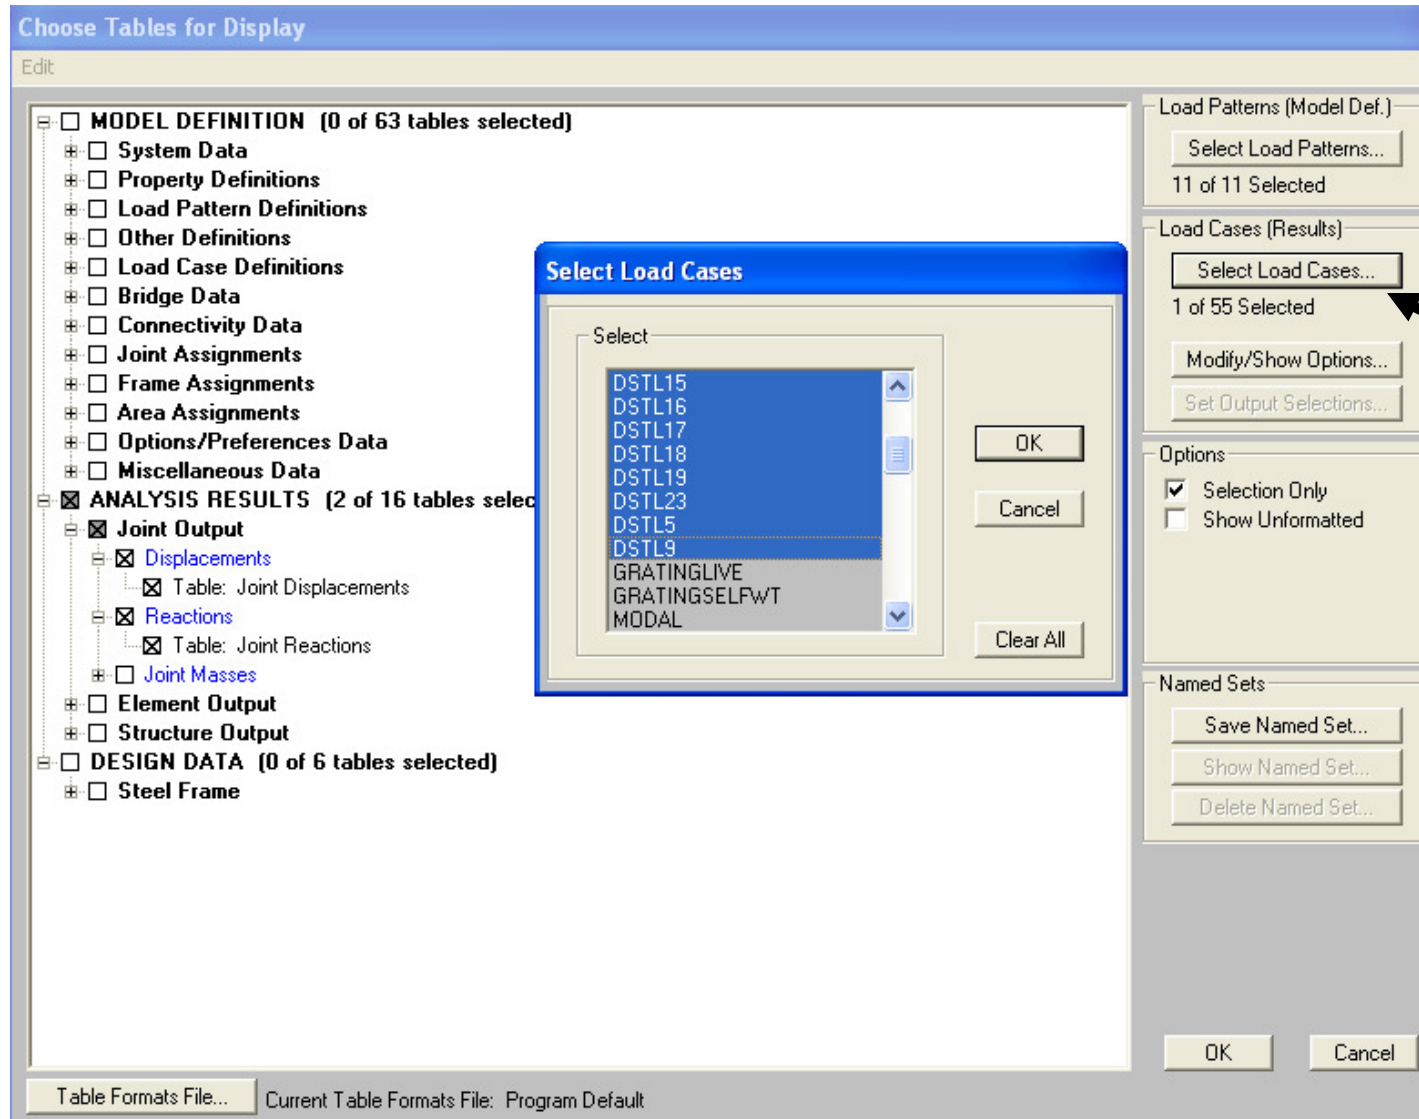 Choose Tables for Display
Edit
MODEL DEFINITION (0 of 63 tables selected)
System Data
Property Definitions
Load Pattern Definitions
Other Definitions
Load Case Definitions
Bridge Data
Connectivity Data
Joint Assignments
Frame Assignments
Area Assignments
Options/Preferences Data
Miscellaneous Data
ANALYSIS RESULTS (2 of 16 tables selec
Joint Output
Displacements
Table: Joint Displacements
Reactions
Table: Joint Reactions
Joint Masses
Element Output
Structure Output
DESIGN DATA (0 of 6 tables selected)
Steel Frame
Select Load Cases
Select
DSTL15
DSTL16
DSTL17
DSTL18
DSTL19
DSTL23
DSTL5
DSTL9
GRATINGLIVE
GRATINGSELFWT
MODAL
OK
Cancel
Clear All
Load Patterns (Model Def.)
Select Load Patterns...
11 of 11 Selected
Load Cases (Results)
Select Load Cases...
1 of 55 Selected
Modify/Show Options...
Set Output Selections...
Options
Selection Only
Show Unformatted
Named Sets
Save Named Set...
Show Named Set...
Delete Named Set...
OK
Cancel
Table Formats File...
Current Table Formats File: Program Default